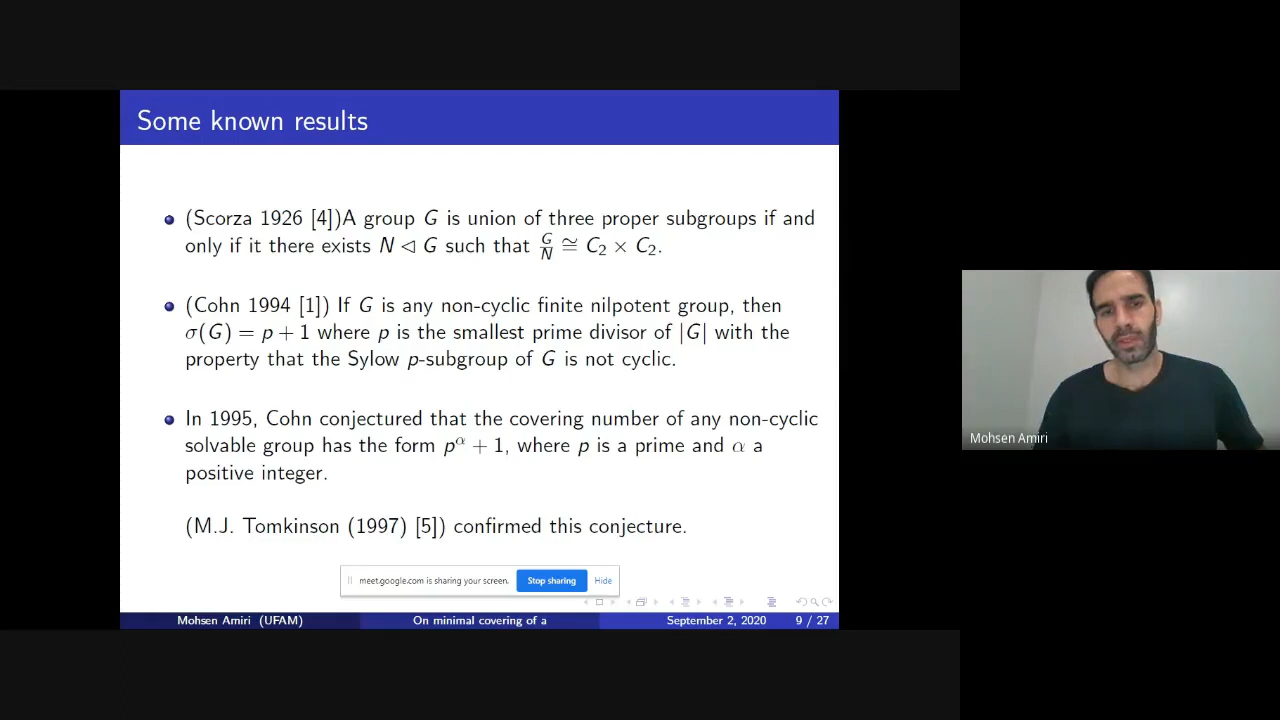 Some known results
(Scorza 1926 [4])A group G is union of three proper subgroups if and
only if it there exists N ◁ G such that G/N ≅ C₂ × C₂.
(Cohn 1994 [1]) If G is any non-cyclic finite nilpotent group, then
σ(G) = p + 1 where p is the smallest prime divisor of |G| with the
property that the Sylow p-subgroup of G is not cyclic.
In 1995, Cohn conjectured that the covering number of any non-cyclic
solvable group has the form p^α + 1, where p is a prime and α a
positive integer.
(M.J. Tomkinson (1997) [5]) confirmed this conjecture.
meet.google.com is sharing your screen. Stop sharing Hide
Mohsen Amiri (UFAM) On minimal covering of a September 2, 2020 9 / 27
Mohsen Amiri